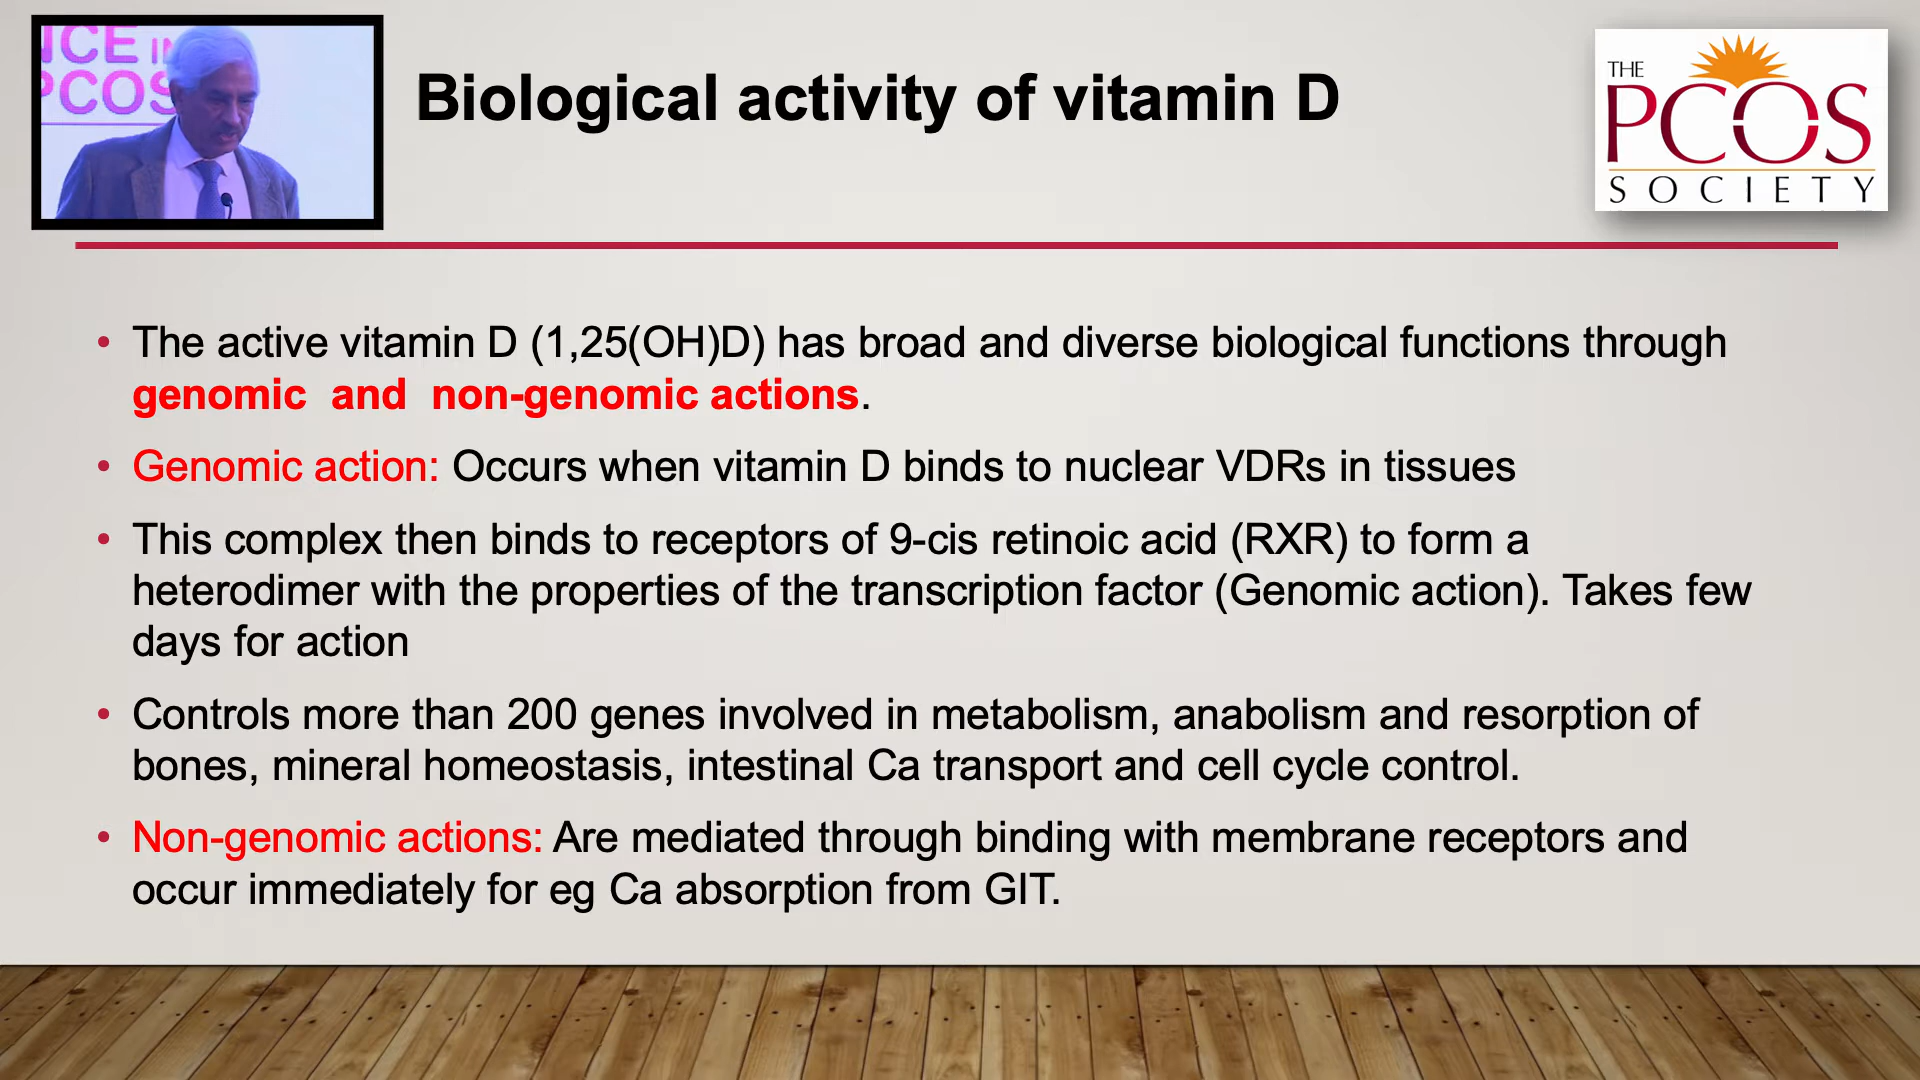 ICE IN
PCOS
Biological activity of vitamin D
THE
PCOS
SOCIETY
• The active vitamin D (1,25(OH)D) has broad and diverse biological functions through
genomic and non-genomic actions.
• Genomic action: Occurs when vitamin D binds to nuclear VDRs in tissues
• This complex then binds to receptors of 9-cis retinoic acid (RXR) to form a
heterodimer with the properties of the transcription factor (Genomic action). Takes few
days for action
• Controls more than 200 genes involved in metabolism, anabolism and resorption of
bones, mineral homeostasis, intestinal Ca transport and cell cycle control.
• Non-genomic actions: Are mediated through binding with membrane receptors and
occur immediately for eg Ca absorption from GIT.